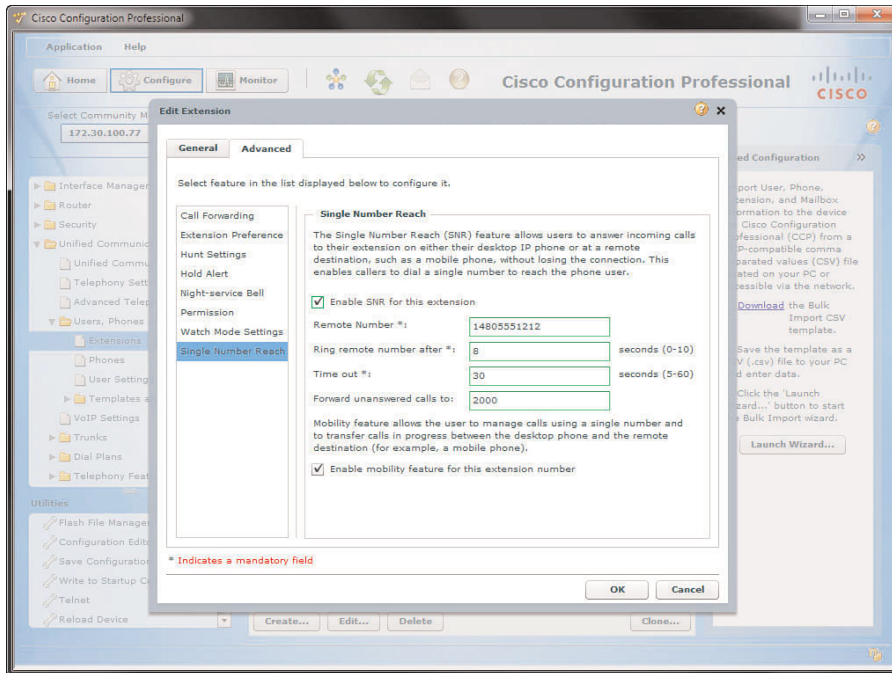 Cisco Configuration Professional
Application Help
Home Configure Monitor
Cisco Configuration Professional
CISCO
Select Community M
172.30.100.77
Interface Manager
Router
Security
Unified Communic
Unified Commu
Telephony Sett
Advanced Telep
Users, Phones
Extensions
Phones
User Setting
Templates a
VoIP Settings
Trunks
Dial Plans
Telephony Feat
Utilities
Flash File Manager
Configuration Edit
Save Configuration
Write to Startup C
Telnet
Reload Device
Edit Extension
General Advanced
Select feature in the list displayed below to configure it.
Call Forwarding
Extension Preference
Hunt Settings
Hold Alert
Night-service Bell
Permission
Watch Mode Settings
Single Number Reach
Single Number Reach
The Single Number Reach (SNR) feature allows users to answer incoming calls
to their extension on either their desktop IP phone or at a remote
destination, such as a mobile phone, without losing the connection. This
enables callers to dial a single number to reach the phone user.
Enable SNR for this extension
Remote Number *: 14805551212
Ring remote number after *: 8 seconds (0-10)
Time out *: 30 seconds (5-60)
Forward unanswered calls to: 2000
Mobility feature allows the user to manage calls using a single number and
to transfer calls in progress between the desktop phone and the remote
destination (for example, a mobile phone).
Enable mobility feature for this extension number
* Indicates a mandatory field
OK Cancel
Create... Edit... Delete Clone...
ed Configuration
port User, Phone,
tension, and Mailbox
ormation to the device
Cisco Configuration
ofessional (CCP) from a
P-compatible comma
parated values (CSV) file
ated on your PC or
cessible via the network.
Download the Bulk
Import CSV
template.
Save the template as a
V (.csv) file to your PC
d enter data.
Click the 'Launch
zard...' button to start
Bulk Import wizard.
Launch Wizard...